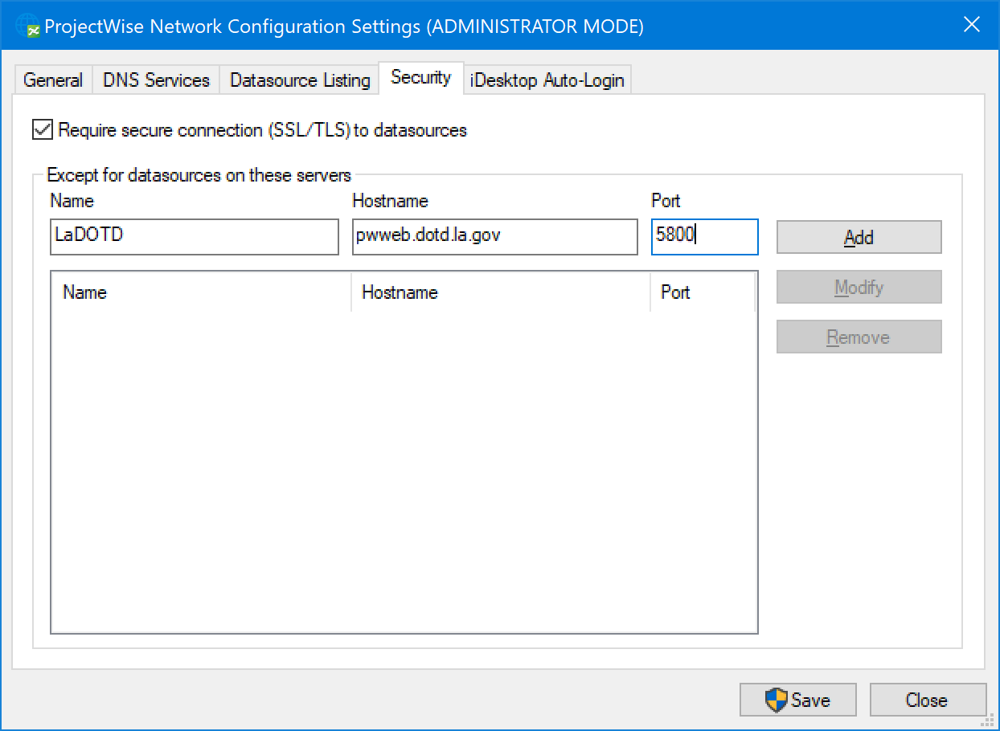 ProjectWise Network Configuration Settings (ADMINISTRATOR MODE)
General DNS Services Datasource Listing Security iDesktop Auto-Login
Require secure connection (SSL/TLS) to datasources
Except for datasources on these servers
Name Hostname Port
LaDOTD pwweb.dotd.la.gov 5800 Add
Name Hostname Port Modify
Remove
Save Close